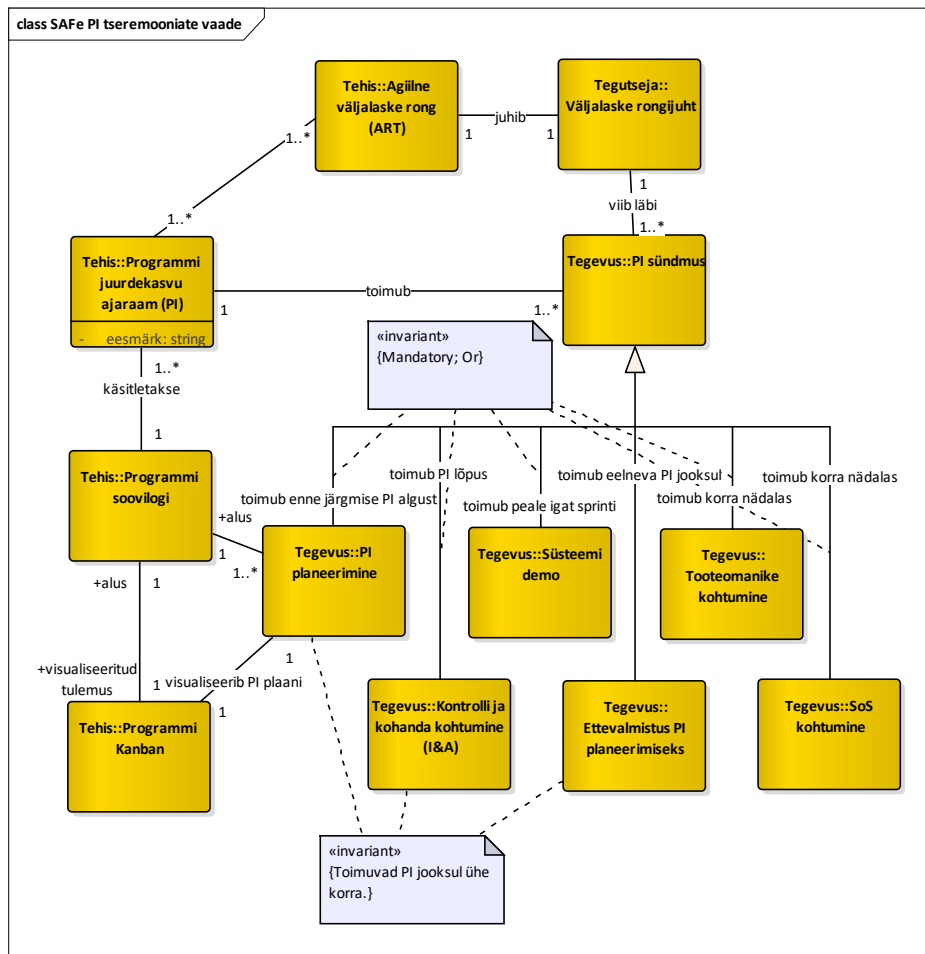 class SAFe PI tseremooniate vaade
Tehis::Agiilne
väljalaske rong
(ART)
Tegutseja::
Väljalaske rongijuht
juhib
1
1
1..*
1
viib läbi
1..*
1..*
Tehis::Programmi
juurdekasvu
ajaraam (PI)
- eesmärk: string
Tegevus::PI sündmus
toimub
1
1..*
«invariant»
{Mandatory; Or}
1..*
käsitletakse
1
Tehis::Programmi
soovilogi
toimub PI lõpus
toimub eelneva PI jooksul
toimub korra nädalas
toimub enne järgmise PI algust
toimub peale igat sprinti
toimub korra nädalas
+alus
1
1..*
Tegevus::PI
planeerimine
Tegevus::Süsteemi
demo
Tegevus::
Tooteomanike
kohtumine
+alus
1
1
+visualiseeritud
tulemus
1
visualiseerib PI plaani
1
Tehis::Programmi
Kanban
Tegevus::Kontrolli ja
kohanda kohtumine
(I&A)
Tegevus::
Ettevalmistus PI
planeerimiseks
Tegevus::SoS
kohtumine
«invariant»
{Toimuvad PI jooksul ühe
korra.}